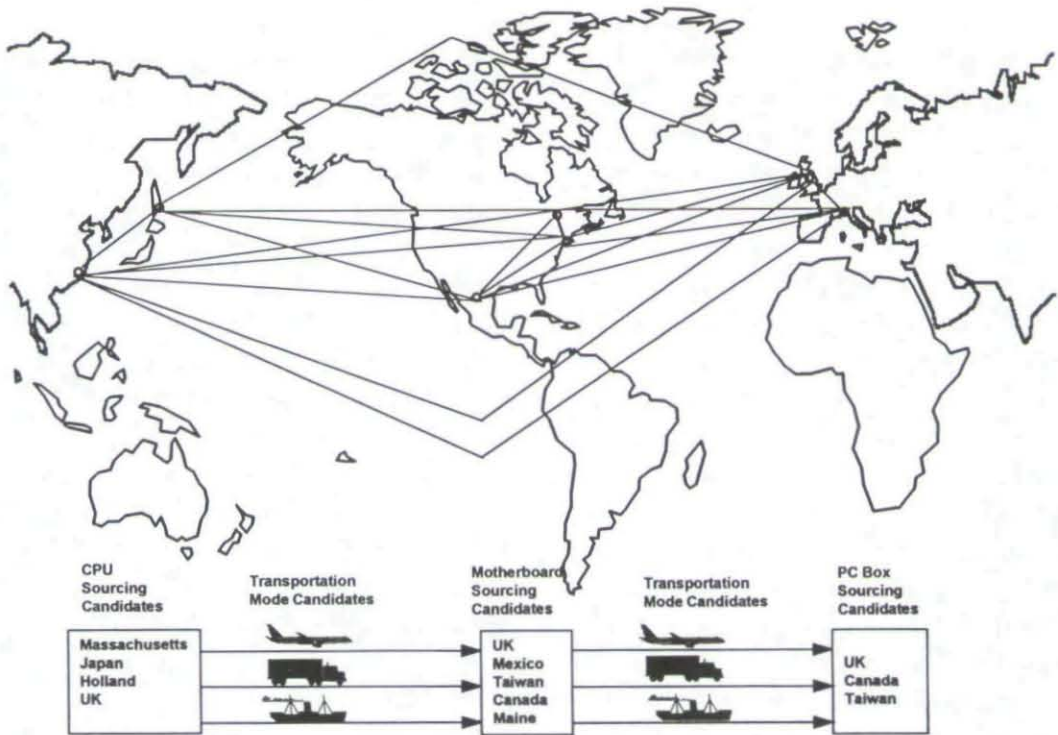 CPU
Sourcing
Candidates
Transportation
Mode Candidates
Motherboard
Sourcing
Candidates
Transportation
Mode Candidates
PC Box
Sourcing
Candidates
Massachusetts
Japan
Holland
UK
UK
Mexico
Taiwan
Canada
Maine
UK
Canada
Taiwan